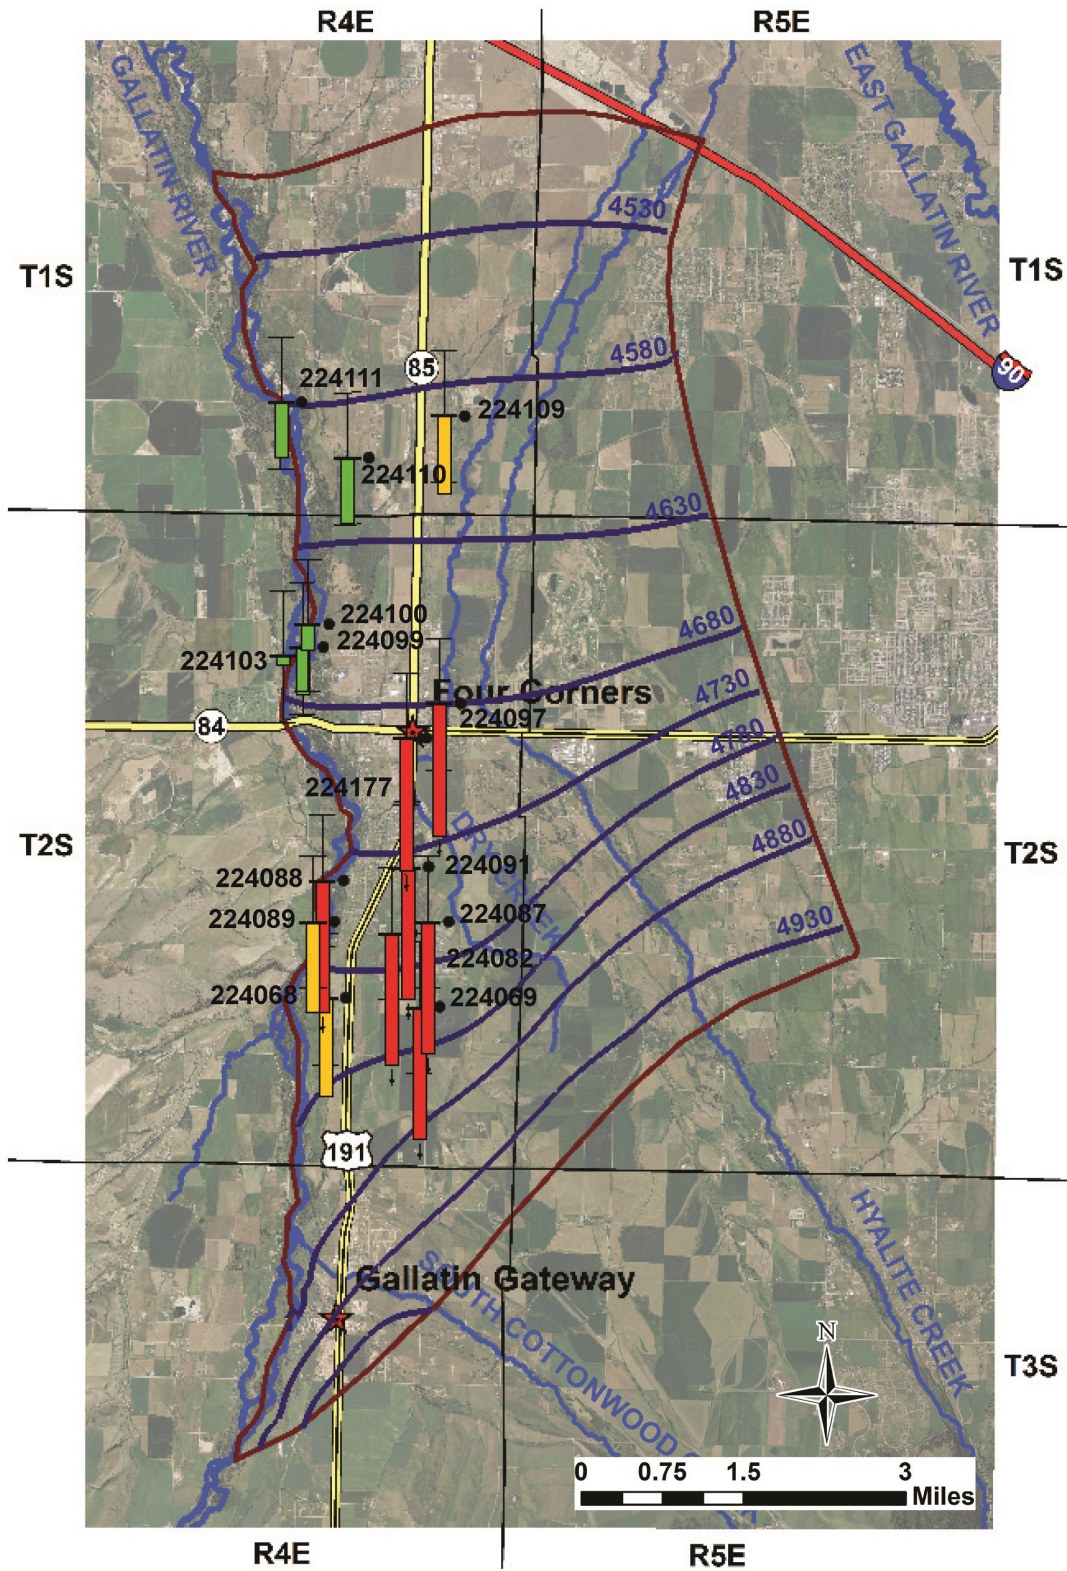 R4E
R5E
GALLATIN RIVER
EAST GALLATIN RIVER
4530
T1S
T1S
4580
85
90
224111
224109
224110
4630
224100
224099
4680
224103
4730
Four Corners
224097
84
4780
224177
4830
DRY CREEK
4880
T2S
T2S
224091
224088
224089
224087
4930
224082
224068
224069
191
HYALITE CREEK
Gallatin Gateway
SOUTH COTTONWOOD
N
T3S
0 0.75 1.5 3
Miles
R4E
R5E